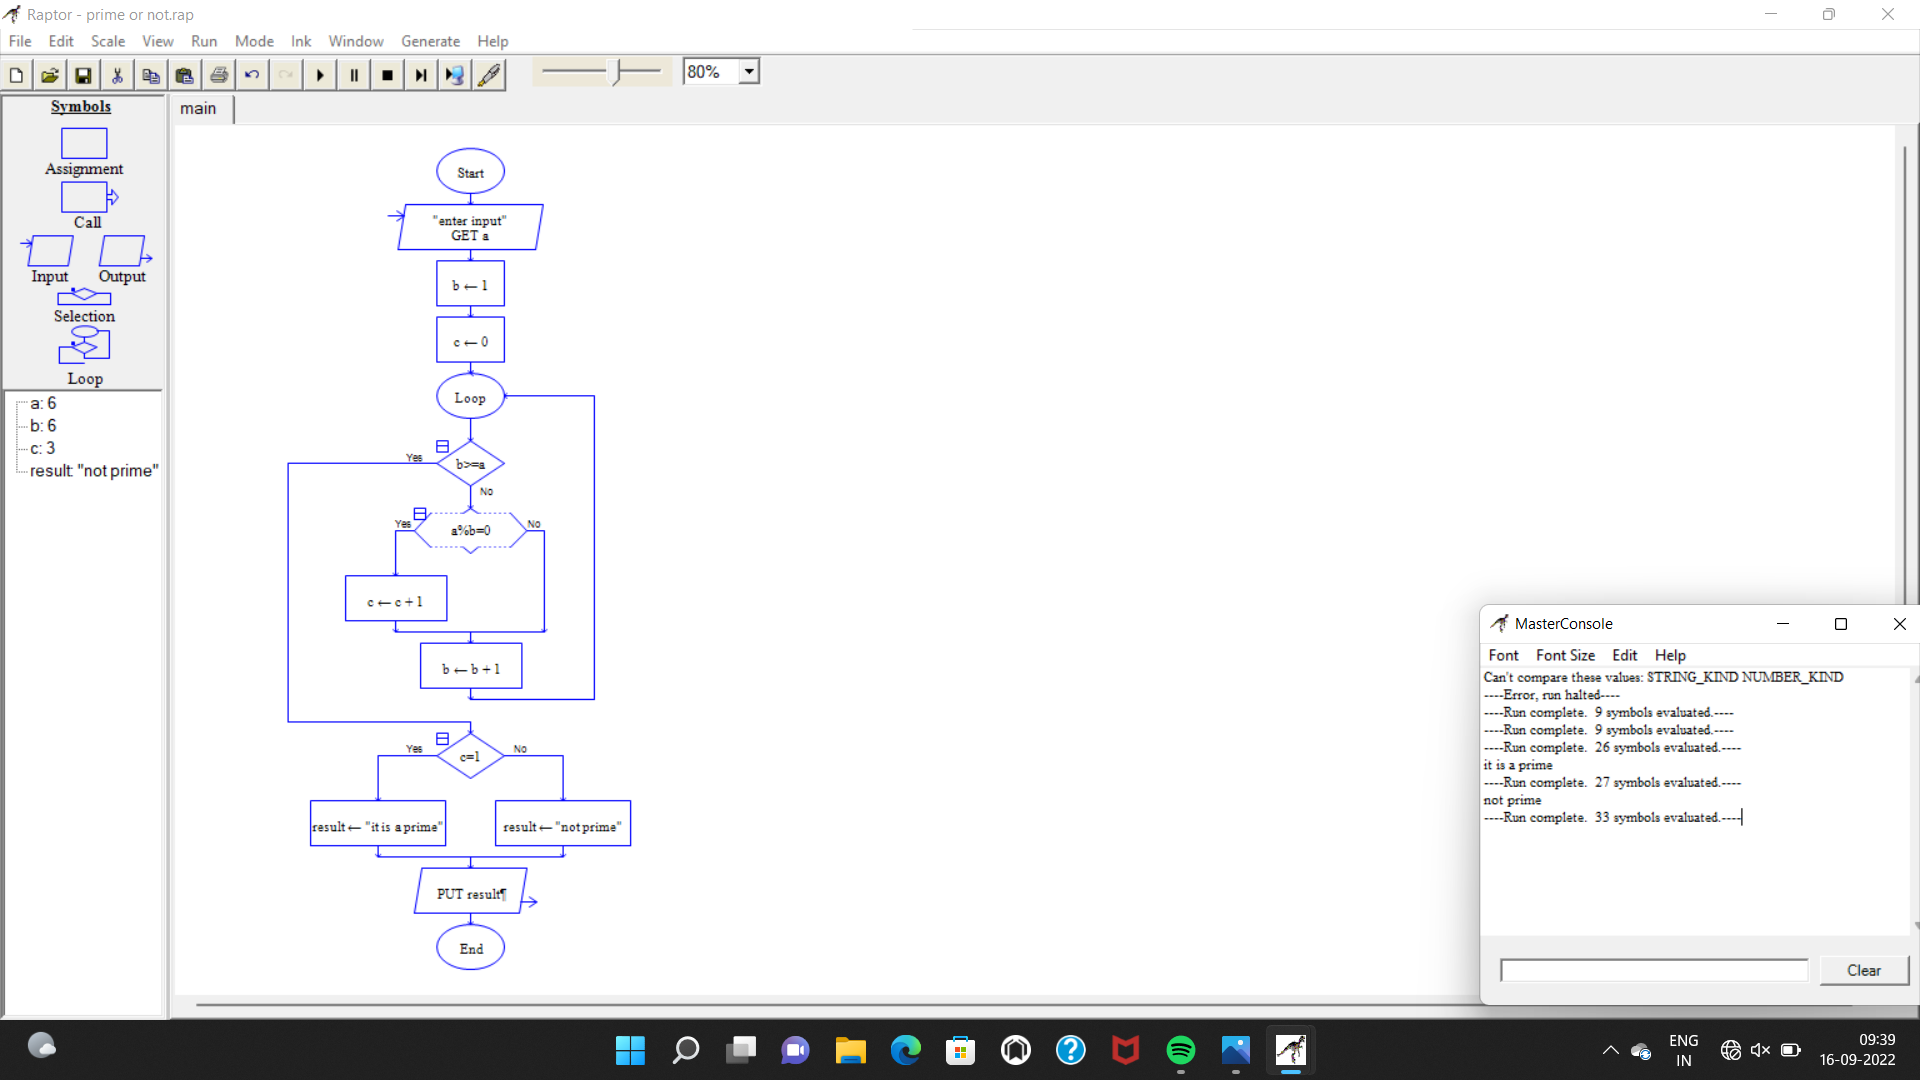 Raptor - prime or not.rap
File Edit Scale View Run Mode Ink Window Generate Help
80%
Symbols
main
Assignment
Call
Input Output
Selection
Loop
a: 6
b: 6
c: 3
result: "not prime"
Start
"enter input"
GET a
b ← 1
c ← 0
Loop
Yes
b>=a
No
Yes
a%b=0
No
c ← c + 1
b ← b + 1
Yes
c=1
No
result ← "it is a prime"
result ← "not prime"
PUT result¶
End
MasterConsole
Font Font Size Edit Help
Can't compare these values: STRING_KIND NUMBER_KIND
----Error, run halted----
----Run complete.  9 symbols evaluated.----
----Run complete.  9 symbols evaluated.----
----Run complete.  26 symbols evaluated.----
it is a prime
----Run complete.  27 symbols evaluated.----
not prime
----Run complete.  33 symbols evaluated.----
Clear
ENG
IN
09:39
16-09-2022